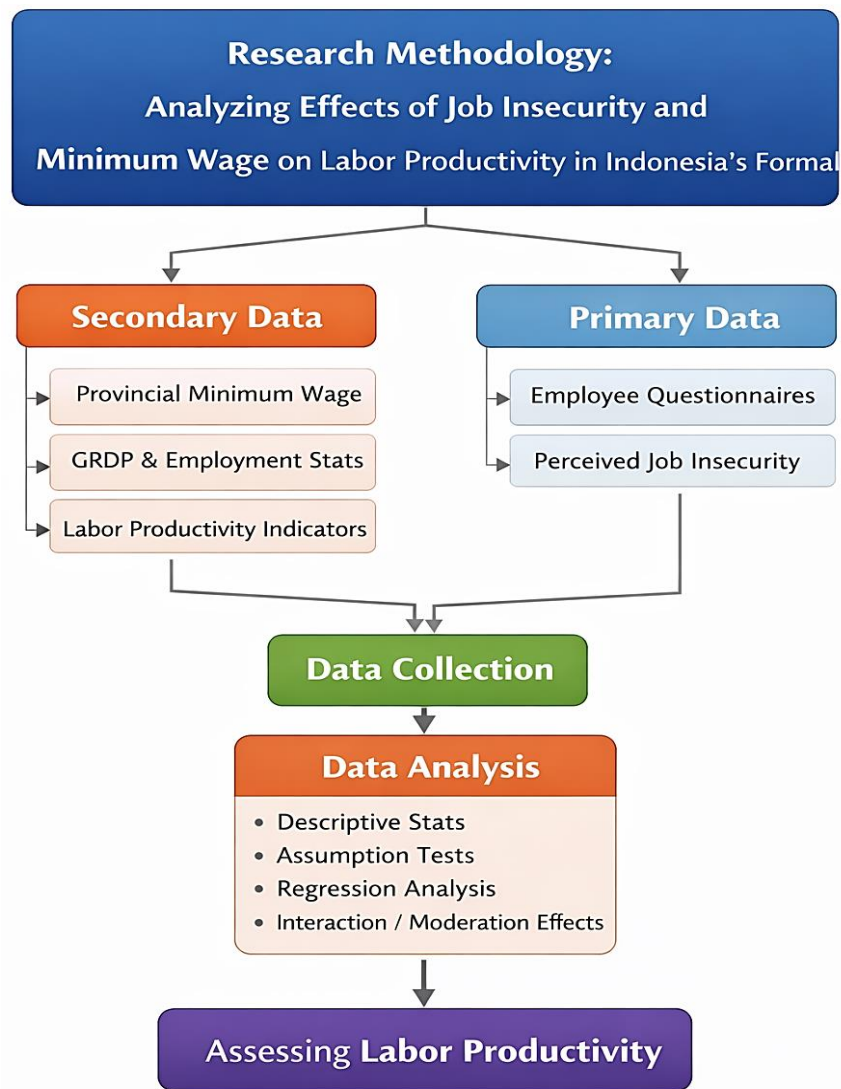 Research Methodology:
Analyzing Effects of Job Insecurity and
Minimum Wage on Labor Productivity in Indonesia's Formal
Secondary Data
Provincial Minimum Wage
GRDP & Employment Stats
Labor Productivity Indicators
Primary Data
Employee Questionnaires
Perceived Job Insecurity
Data Collection
Data Analysis
• Descriptive Stats
• Assumption Tests
• Regression Analysis
• Interaction / Moderation Effects
Assessing Labor Productivity